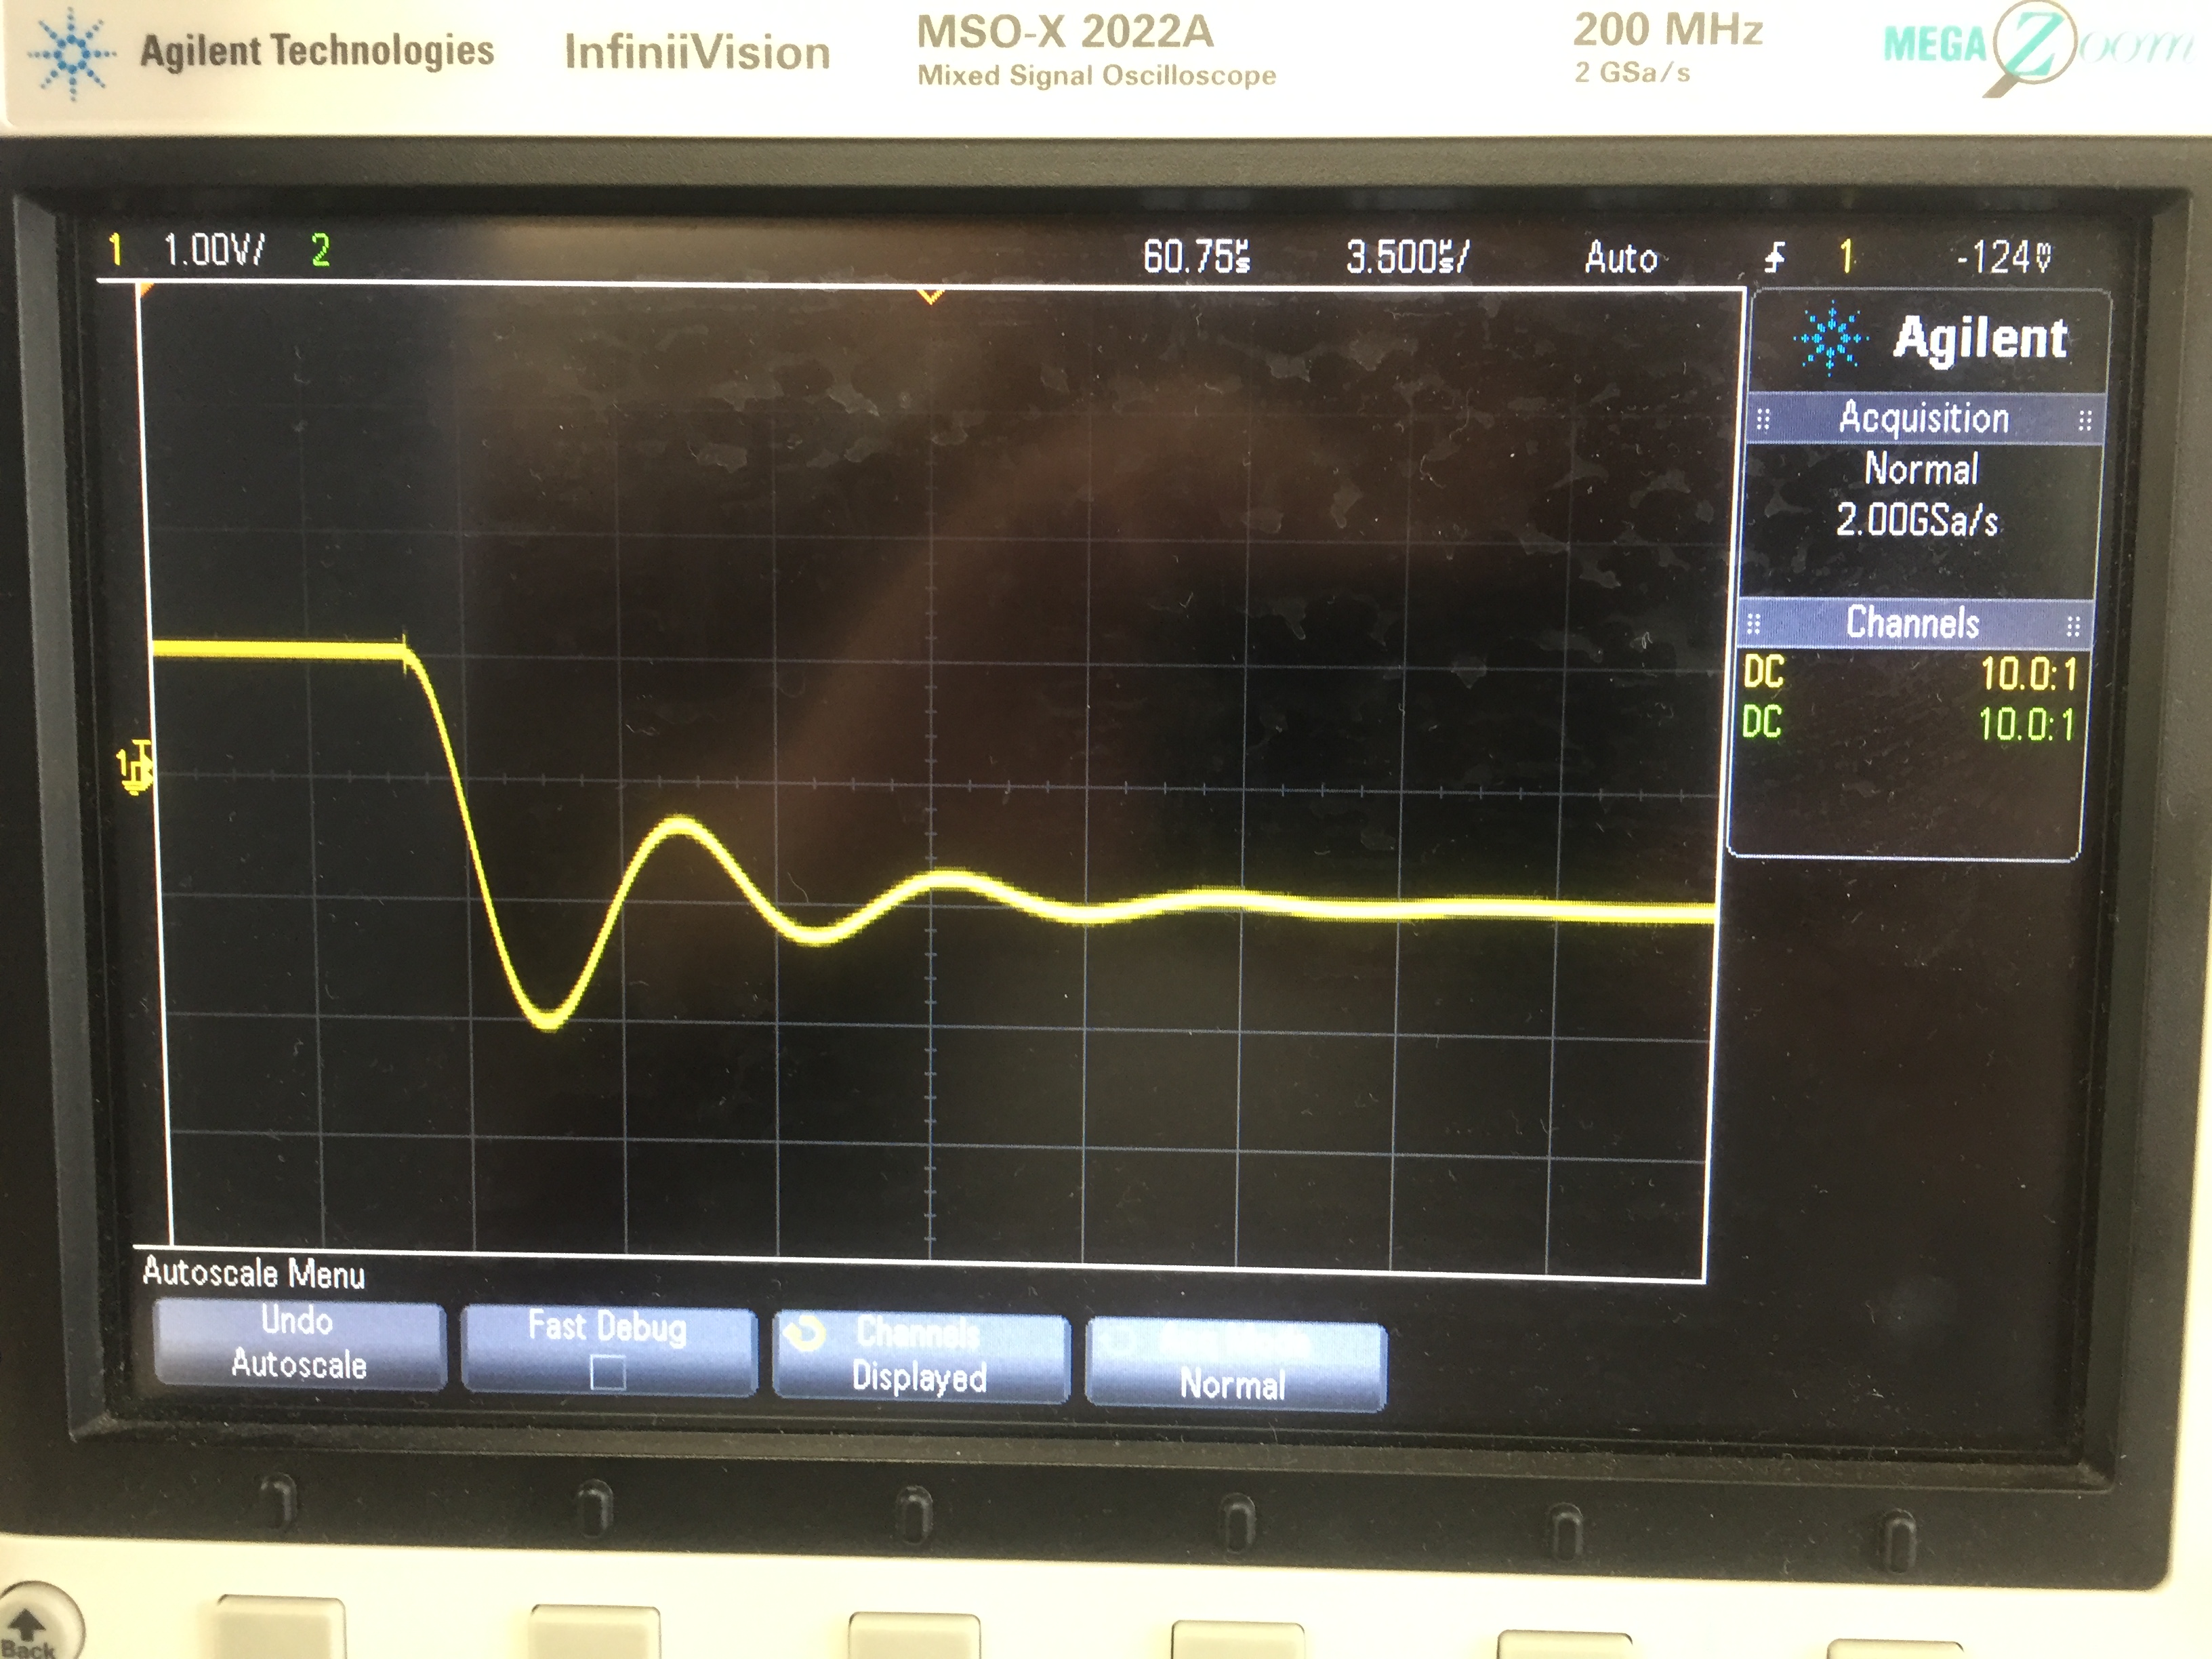 Agilent Technologies InfiniiVision MSO-X 2022A 200 MHz MEGA Zoom
Mixed Signal Oscilloscope 2 GSa/s
1 1.00V/ 2 60.75µs 3.500µs/ Auto 1 -124mV
Agilent
Acquisition
Normal
2.00GSa/s
Channels
DC 10.0:1
DC 10.0:1
1
T
Autoscale Menu
Undo
Autoscale
Fast Debug
Channels
Displayed
Normal
Back